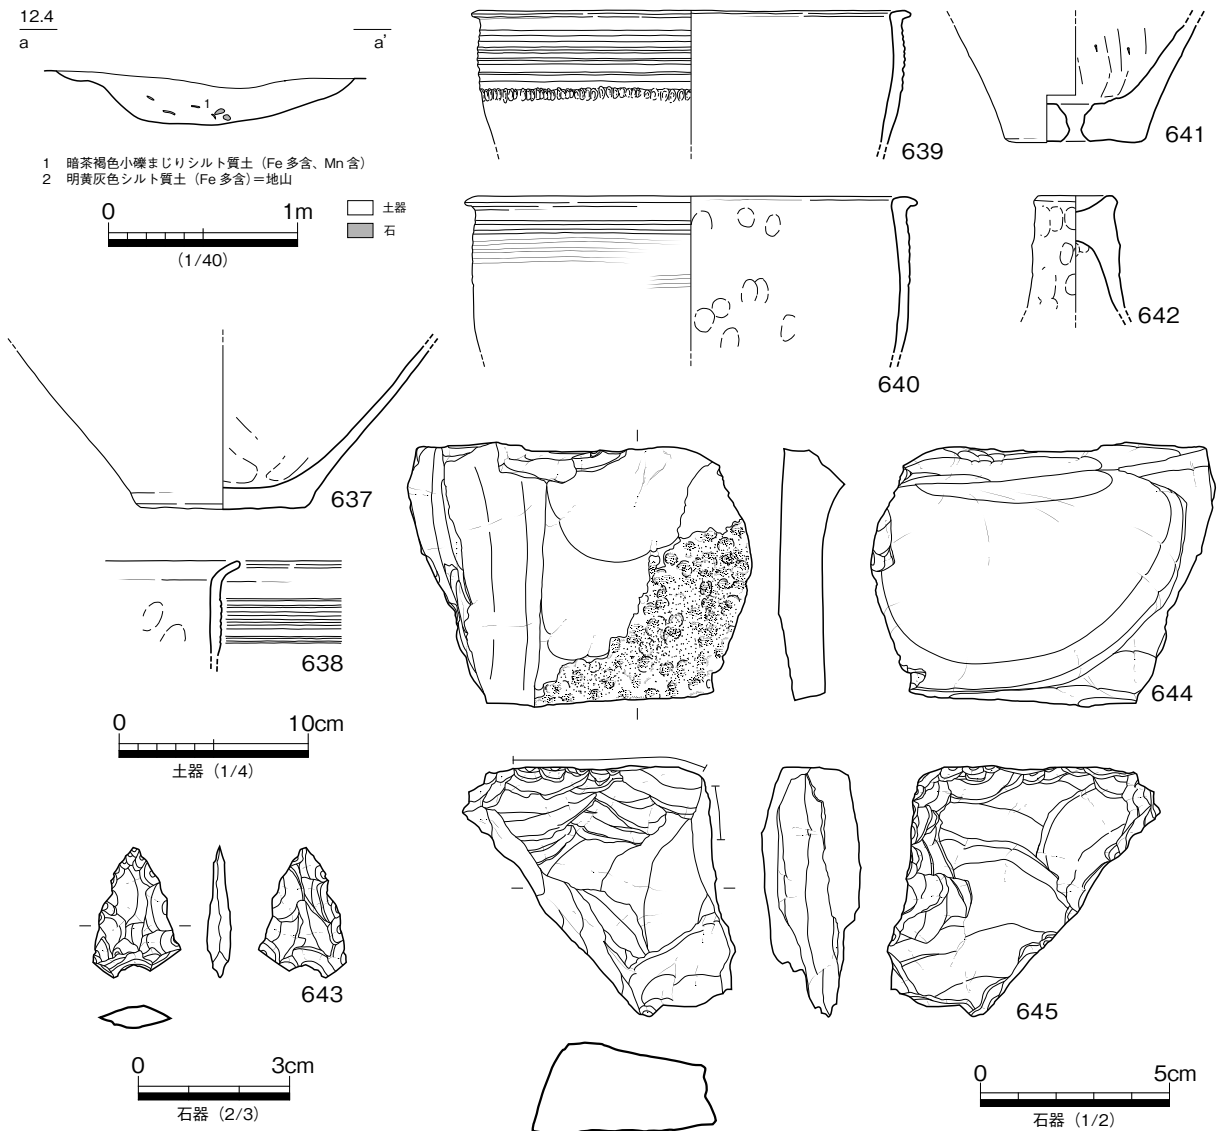 12.4
a a'
1
1 暗茶褐色小礫まじりシルト質土（Fe 多含、Mn 含）
2 明黄灰色シルト質土（Fe 多含）＝地山
0 1m
（1/40）
土器
石
637
638
0 10cm
土器（1/4）
639
640
641
642
643
0 3cm
石器（2/3）
644
645
0 5cm
石器（1/2）